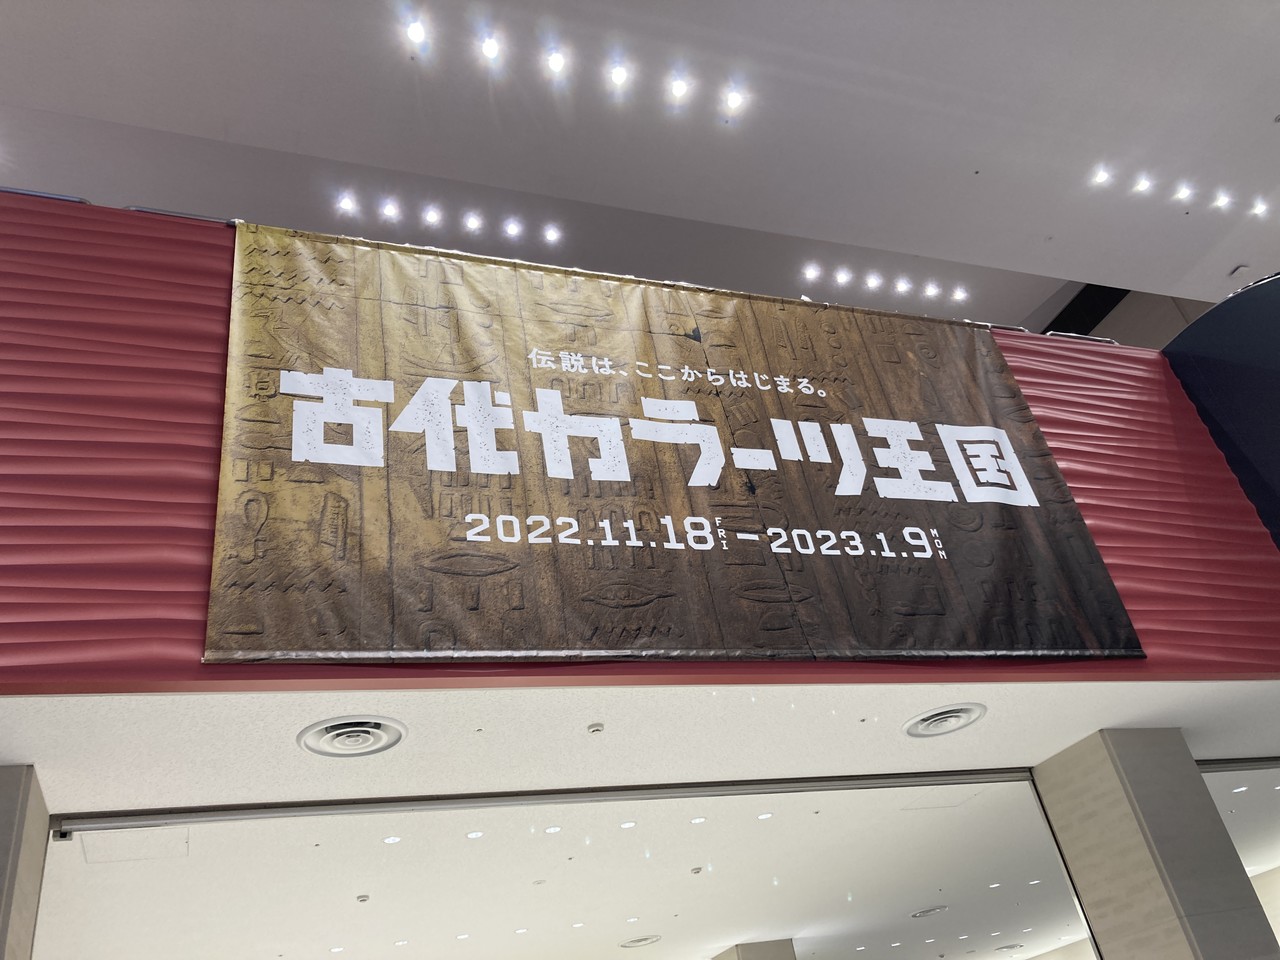 伝説は、ここからはじまる。
古代カラーツ王国
2022.11.18 FRI – 2023.1.9 MON